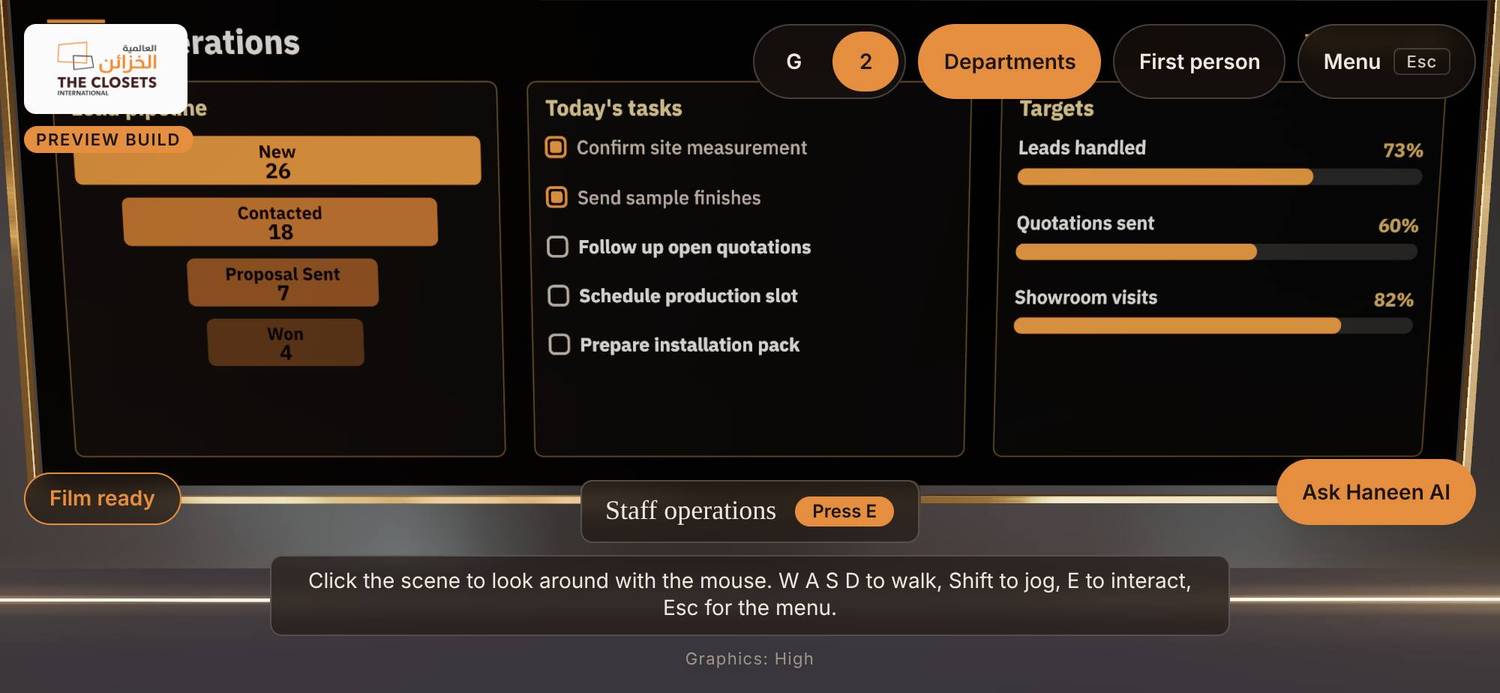 العالمية
الخزائن
THE CLOSETS
INTERNATIONAL
PREVIEW BUILD
erations
G 2 Departments First person Menu Esc
Lead pipeline
New
26
Contacted
18
Proposal Sent
7
Won
4
Today's tasks
Confirm site measurement
Send sample finishes
Follow up open quotations
Schedule production slot
Prepare installation pack
Targets
Leads handled 73%
Quotations sent 60%
Showroom visits 82%
Film ready
Staff operations Press E
Ask Haneen AI
Click the scene to look around with the mouse. W A S D to walk, Shift to jog, E to interact,
Esc for the menu.
Graphics: High